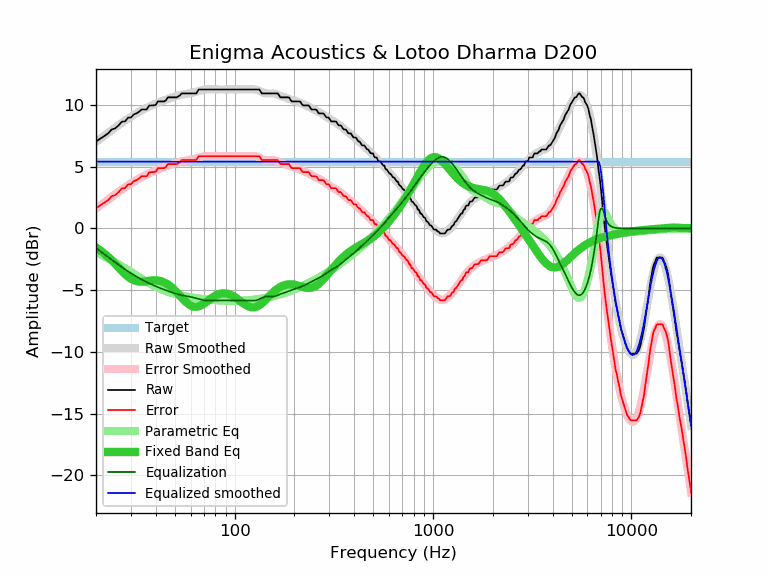 Enigma Acoustics & Lotoo Dharma D200
Amplitude (dBr)
10
5
0
−5
−10
−15
−20
Target
Raw Smoothed
Error Smoothed
Raw
Error
Parametric Eq
Fixed Band Eq
Equalization
Equalized smoothed
100
1000
10000
Frequency (Hz)